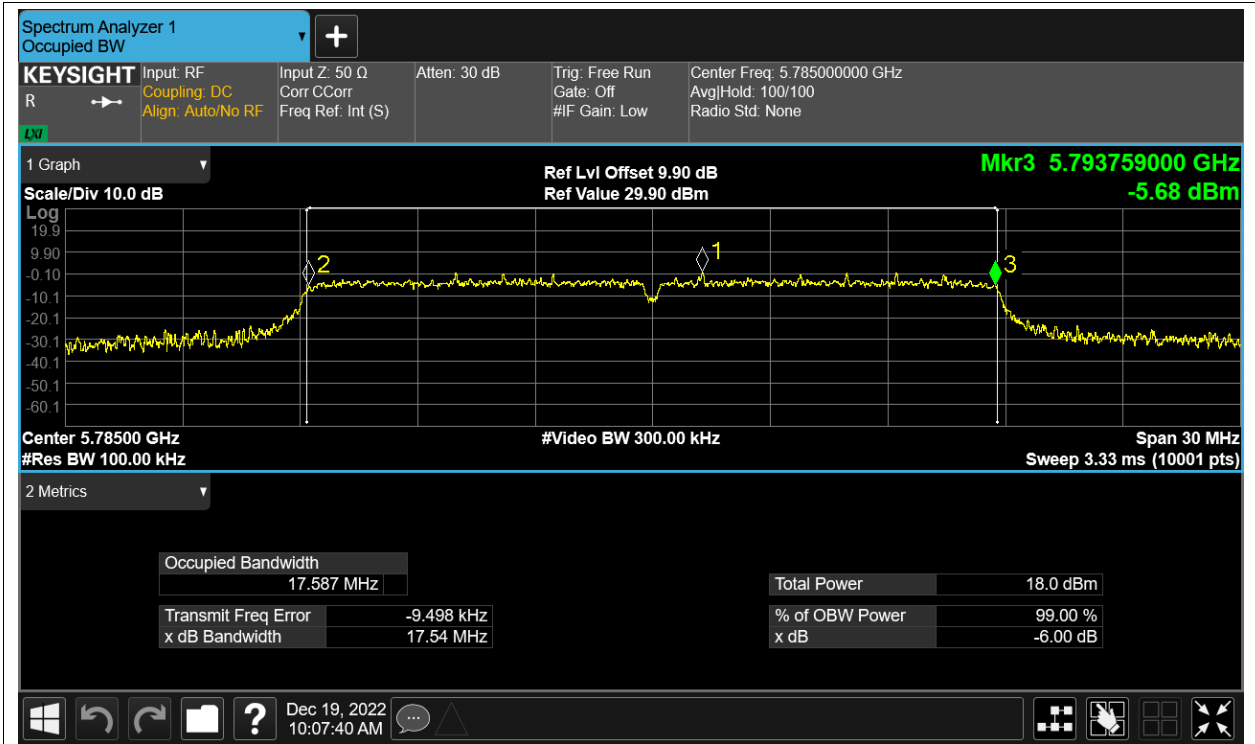 Spectrum Analyzer 1
Occupied BW
KEYSIGHT
R
LXI
Input: RF
Coupling: DC
Align: Auto/No RF
Input Z: 50 Ω
Corr CCorr
Freq Ref: Int (S)
Atten: 30 dB
Trig: Free Run
Gate: Off
#IF Gain: Low
Center Freq: 5.785000000 GHz
Avg|Hold: 100/100
Radio Std: None
1 Graph
Scale/Div 10.0 dB
Ref Lvl Offset 9.90 dB
Ref Value 29.90 dBm
Mkr3 5.793759000 GHz
-5.68 dBm
Log
19.9
9.90
-0.10
-10.1
-20.1
-30.1
-40.1
-50.1
-60.1
2
1
3
Center 5.78500 GHz
#Res BW 100.00 kHz
#Video BW 300.00 kHz
Span 30 MHz
Sweep 3.33 ms (10001 pts)
2 Metrics
Occupied Bandwidth
17.587 MHz
Transmit Freq Error -9.498 kHz
x dB Bandwidth 17.54 MHz
Total Power 18.0 dBm
% of OBW Power 99.00 %
x dB -6.00 dB
?
Dec 19, 2022
10:07:40 AM